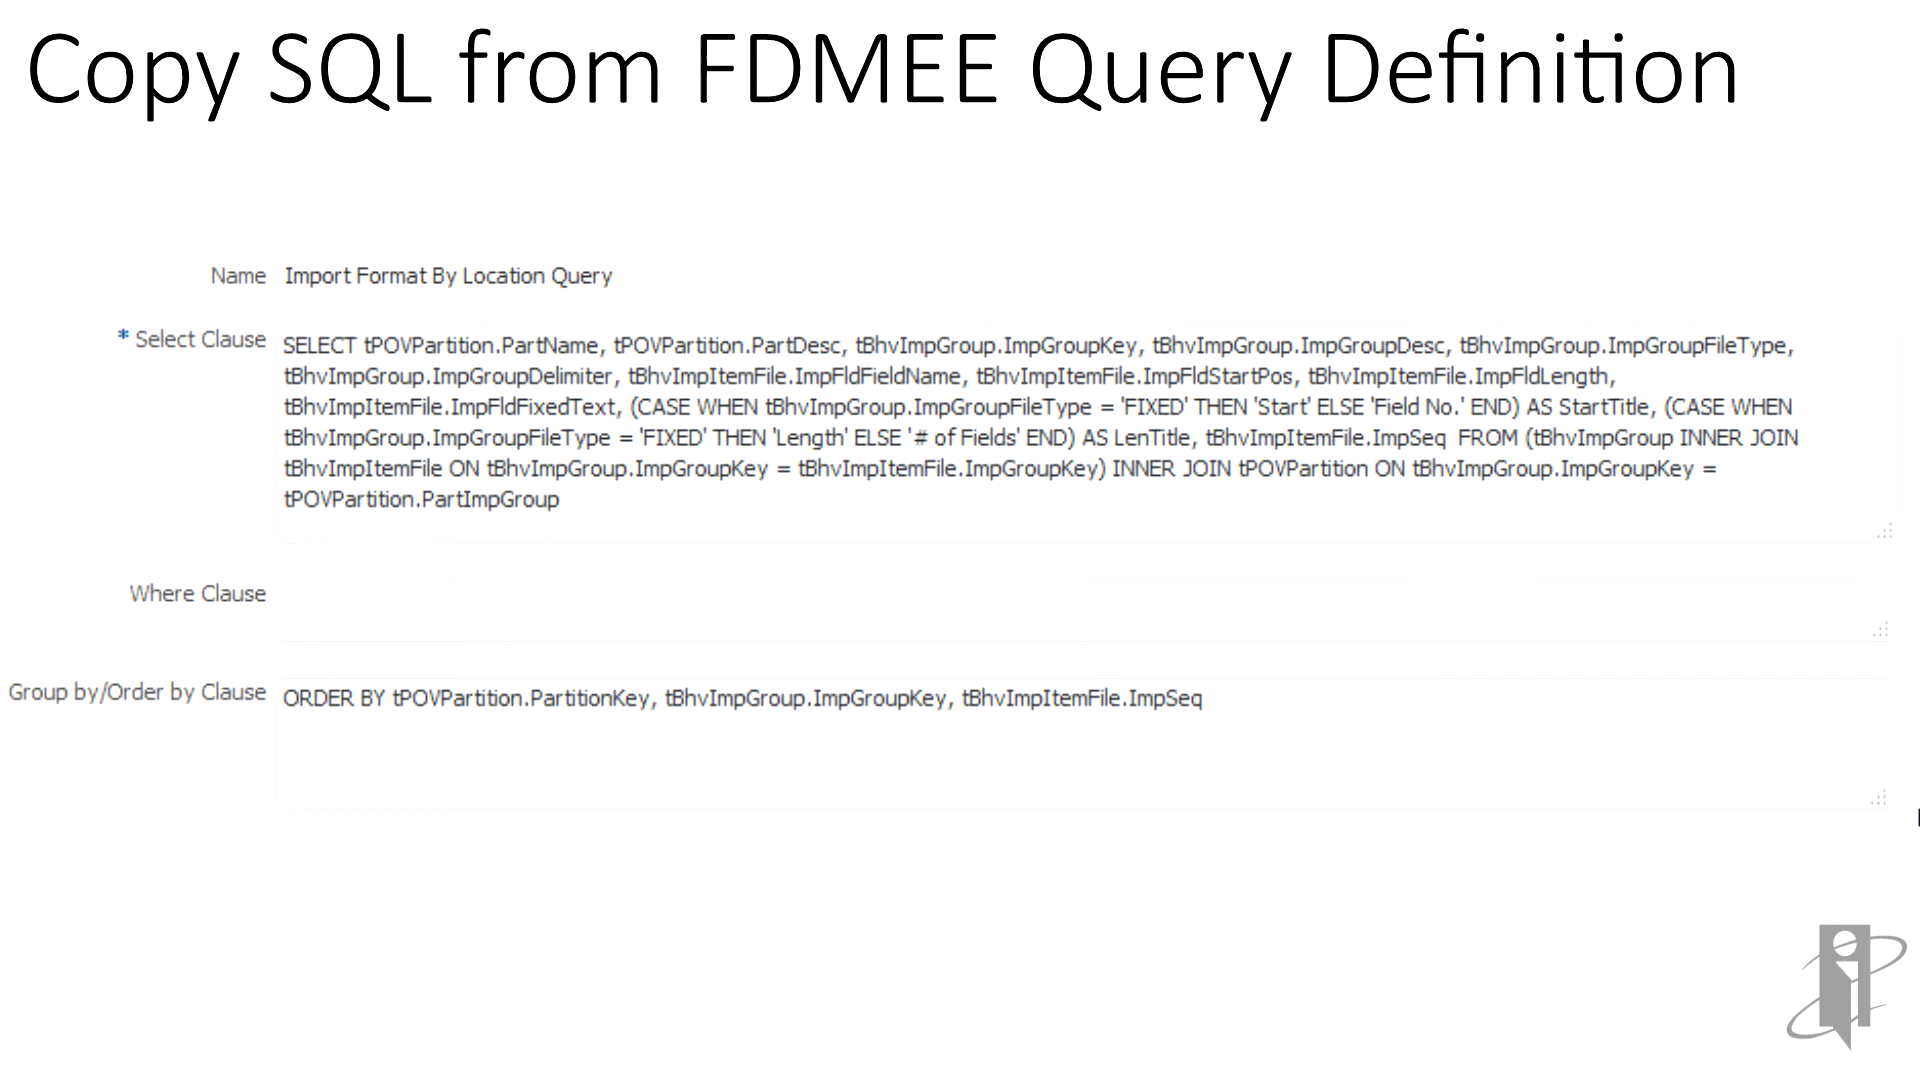 Copy SQL from FDMEE Query Definition
Name Import Format By Location Query
* Select Clause SELECT tPOVPartition.PartName, tPOVPartition.PartDesc, tBhvImpGroup.ImpGroupKey, tBhvImpGroup.ImpGroupDesc, tBhvImpGroup.ImpGroupFileType,
tBhvImpGroup.ImpGroupDelimiter, tBhvImpItemFile.ImpFldFieldName, tBhvImpItemFile.ImpFldStartPos, tBhvImpItemFile.ImpFldLength,
tBhvImpItemFile.ImpFldFixedText, (CASE WHEN tBhvImpGroup.ImpGroupFileType = 'FIXED' THEN 'Start' ELSE 'Field No.' END) AS StartTitle, (CASE WHEN
tBhvImpGroup.ImpGroupFileType = 'FIXED' THEN 'Length' ELSE '# of Fields' END) AS LenTitle, tBhvImpItemFile.ImpSeq  FROM (tBhvImpGroup INNER JOIN
tBhvImpItemFile ON tBhvImpGroup.ImpGroupKey = tBhvImpItemFile.ImpGroupKey) INNER JOIN tPOVPartition ON tBhvImpGroup.ImpGroupKey =
tPOVPartition.PartImpGroup
Where Clause
Group by/Order by Clause ORDER BY tPOVPartition.PartitionKey, tBhvImpGroup.ImpGroupKey, tBhvImpItemFile.ImpSeq